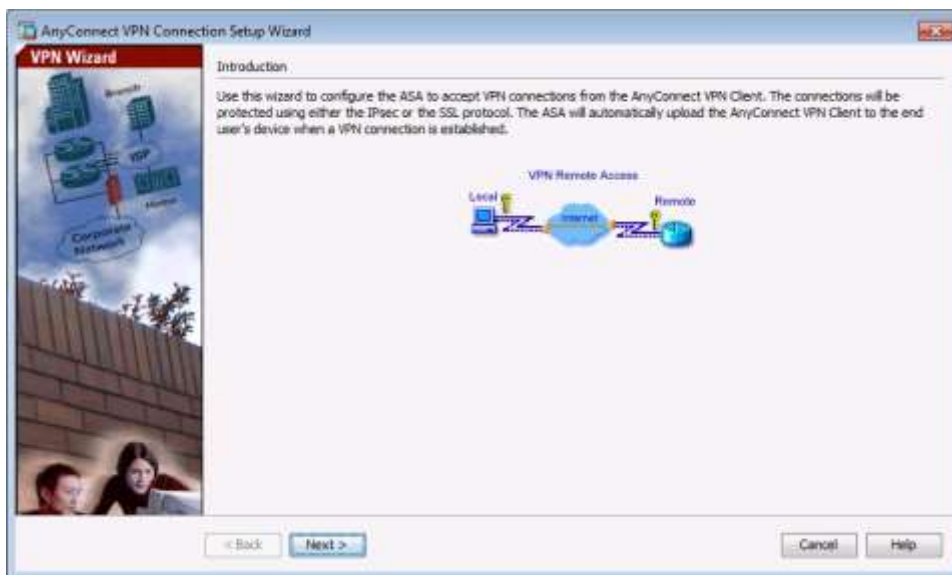 AnyConnect VPN Connection Setup Wizard
VPN Wizard
Branch
ISP
Home
Corporate
Network
Introduction
Use this wizard to configure the ASA to accept VPN connections from the AnyConnect VPN Client. The connections will be
protected using either the IPsec or the SSL protocol. The ASA will automatically upload the AnyConnect VPN Client to the end
user's device when a VPN connection is established.
VPN Remote Access
Local
Internet
Remote
< Back
Next >
Cancel
Help